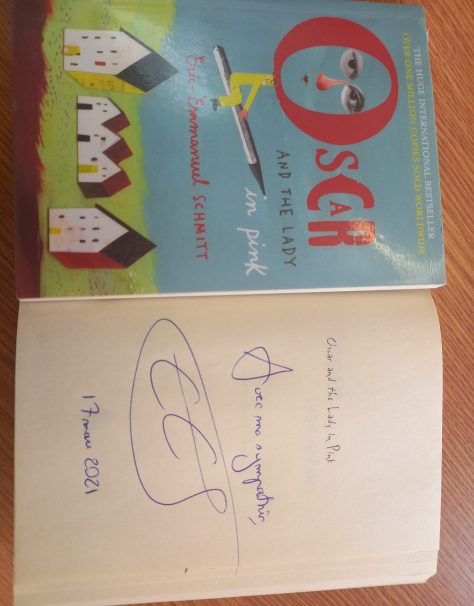 THE HUGE INTERNATIONAL BESTSELLER
OVER ONE MILLION COPIES SOLD WORLDWIDE
OSCAR
AND THE LADY
in pink
Eric-Emmanuel SCHMITT
Oscar and the Lady in Pink
Avec ma sympathie,
17 mai 2021